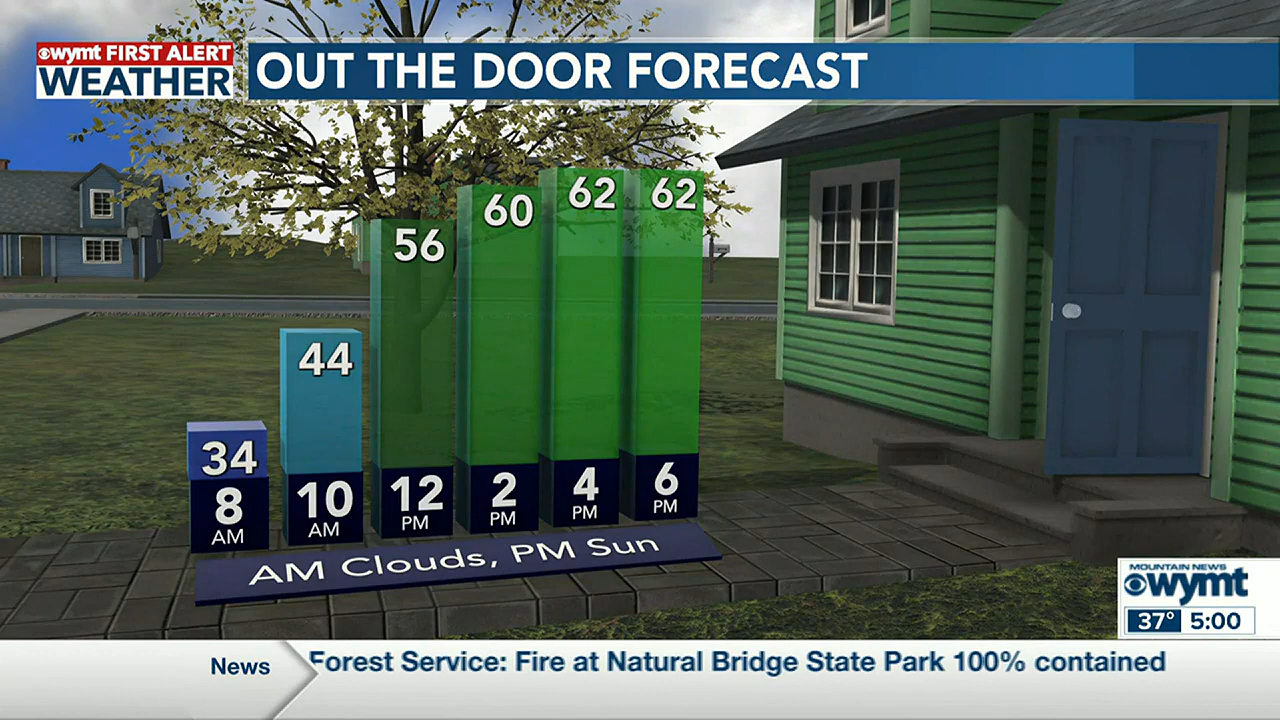 wymt FIRST ALERT
WEATHER
OUT THE DOOR FORECAST
34
44
56
60
62
62
8
AM
10
AM
12
PM
2
PM
4
PM
6
PM
AM Clouds, PM Sun
MOUNTAIN NEWS
wymt
37° 5:00
News
Forest Service: Fire at Natural Bridge State Park 100% contained